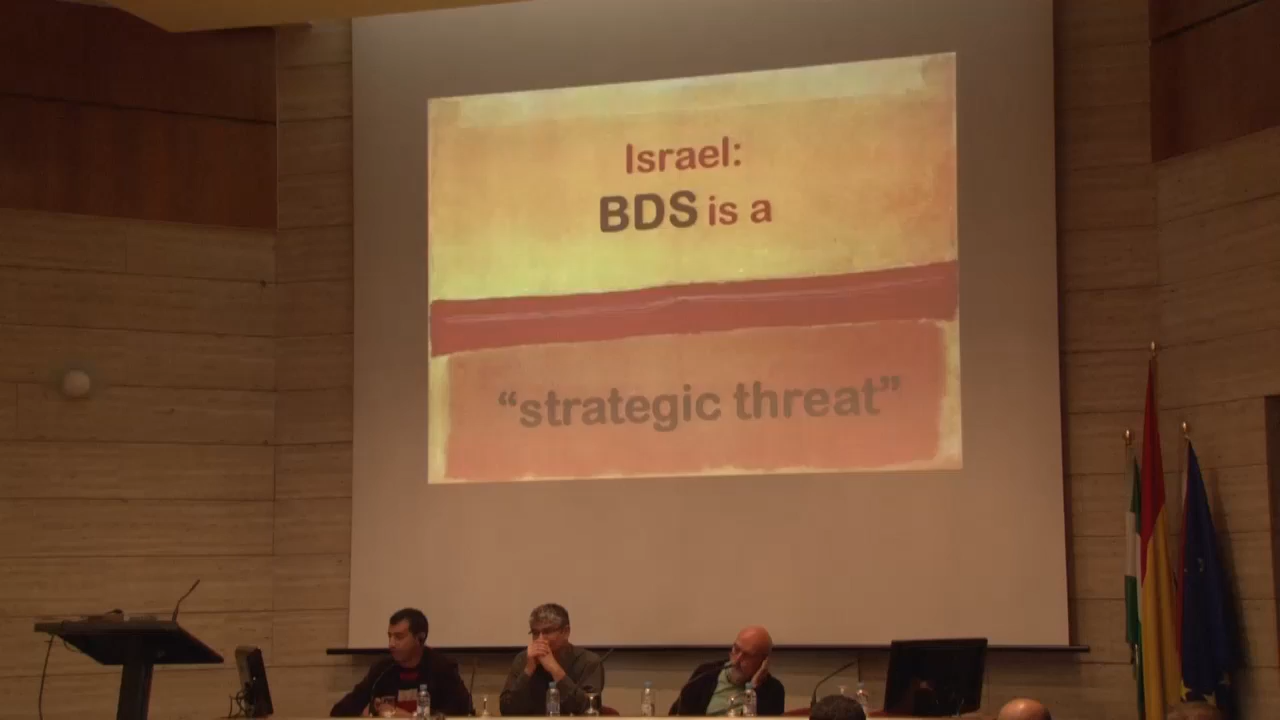 Israel:
BDS is a
“strategic threat”